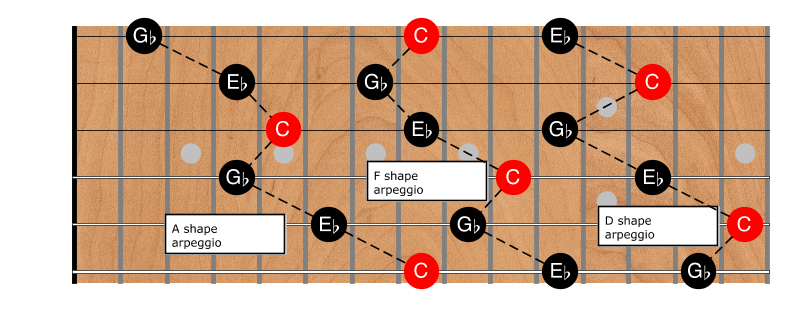 G♭ C E♭
E♭ G♭ C
C E♭ G♭
G♭ C E♭
F shape
arpeggio
E♭ G♭ C
A shape
arpeggio
D shape
arpeggio
C E♭ G♭